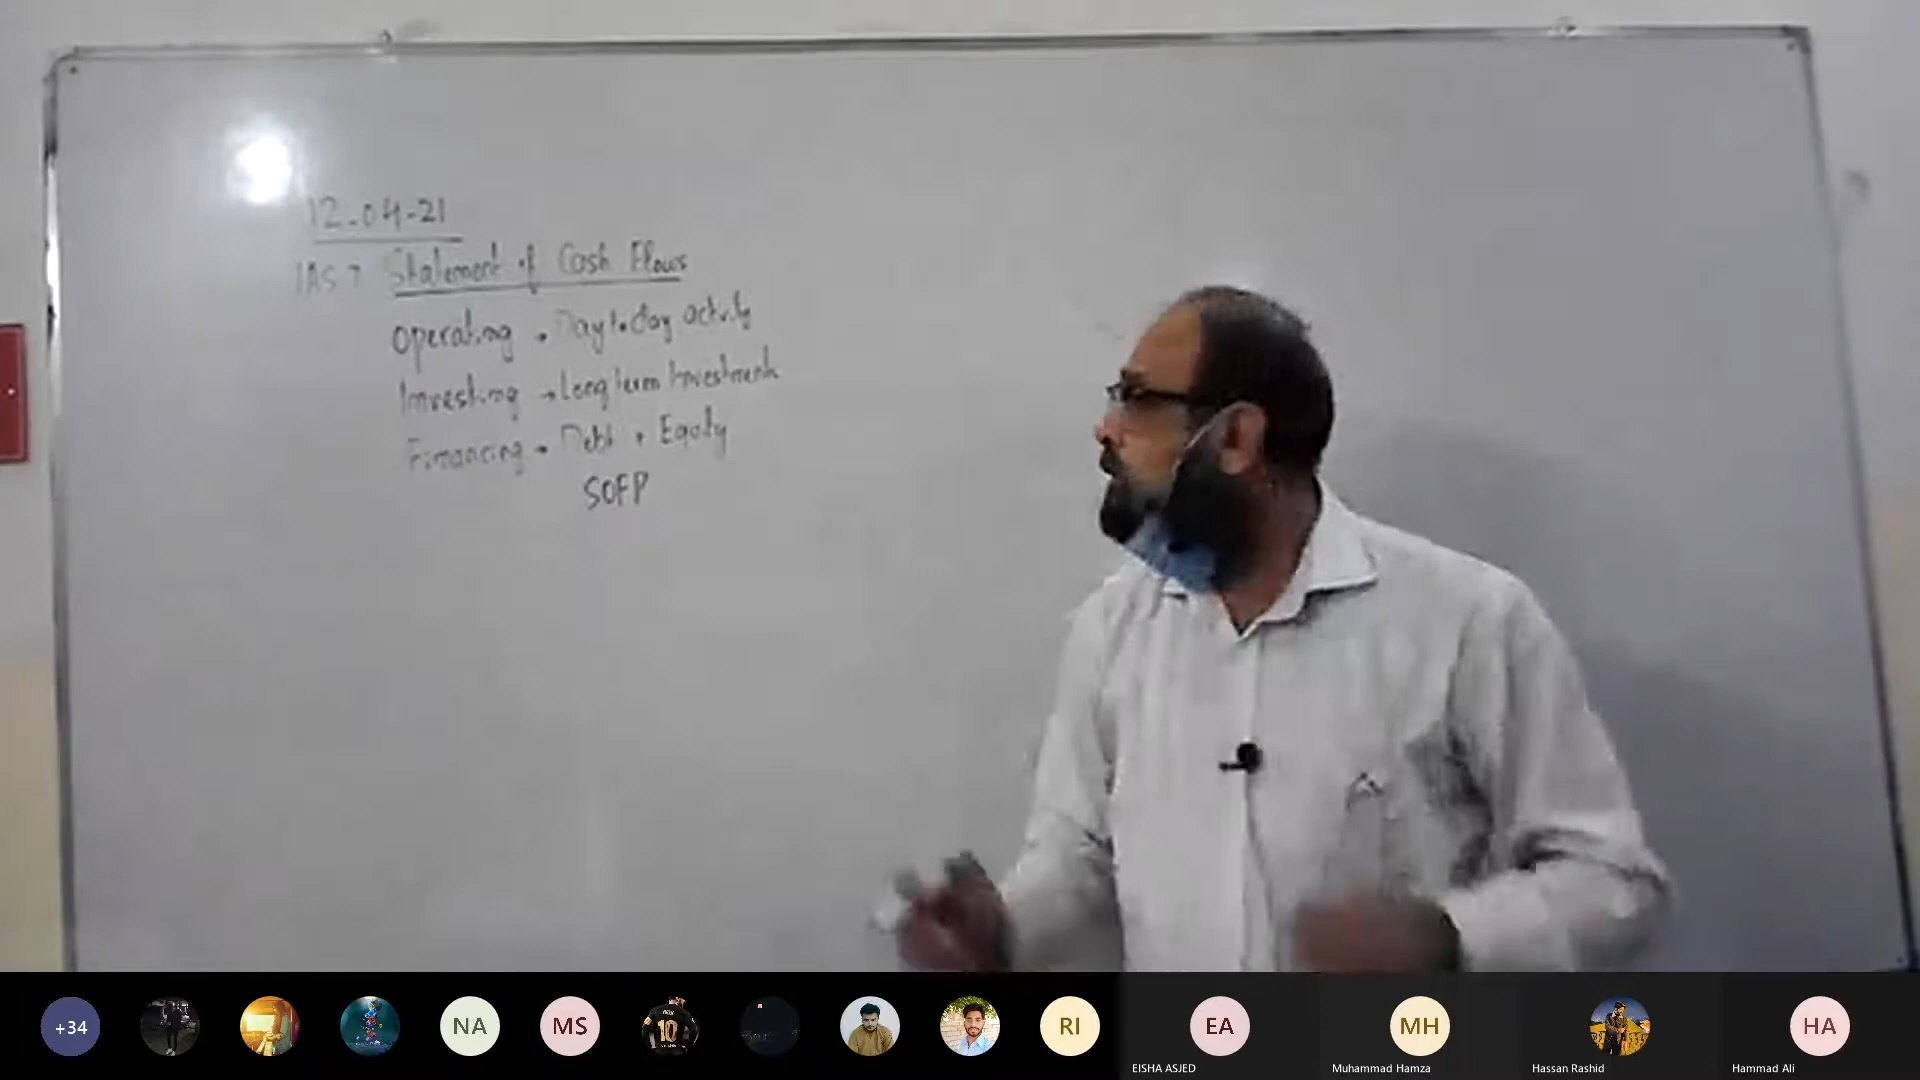 12-04-21
IAS 7 Statement of Cash Flows
Operating → Day to day activity
Investing → Long term Investment
Financing → Debt + Equity
SOFP
+34
NA
MS
10
RI
EA
MH
HA
EISHA ASJED
Muhammad Hamza
Hassan Rashid
Hammad Ali